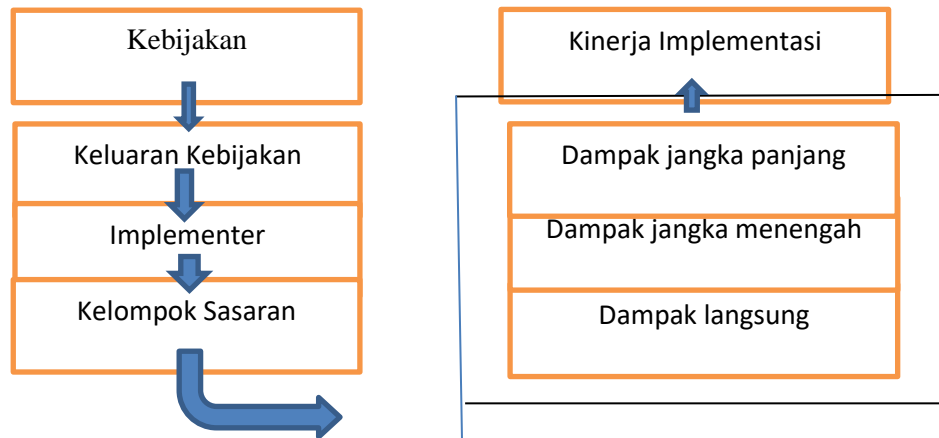 Kebijakan
Keluaran Kebijakan
Implementer
Kelompok Sasaran
Kinerja Implementasi
Dampak jangka panjang
Dampak jangka menengah
Dampak langsung